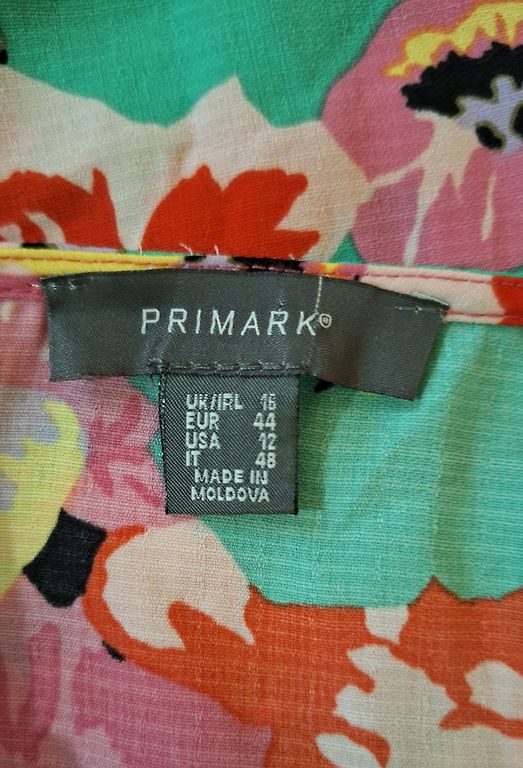 PRIMARK®
UK/IRL 16
EUR 44
USA 12
IT 48
MADE IN
MOLDOVA